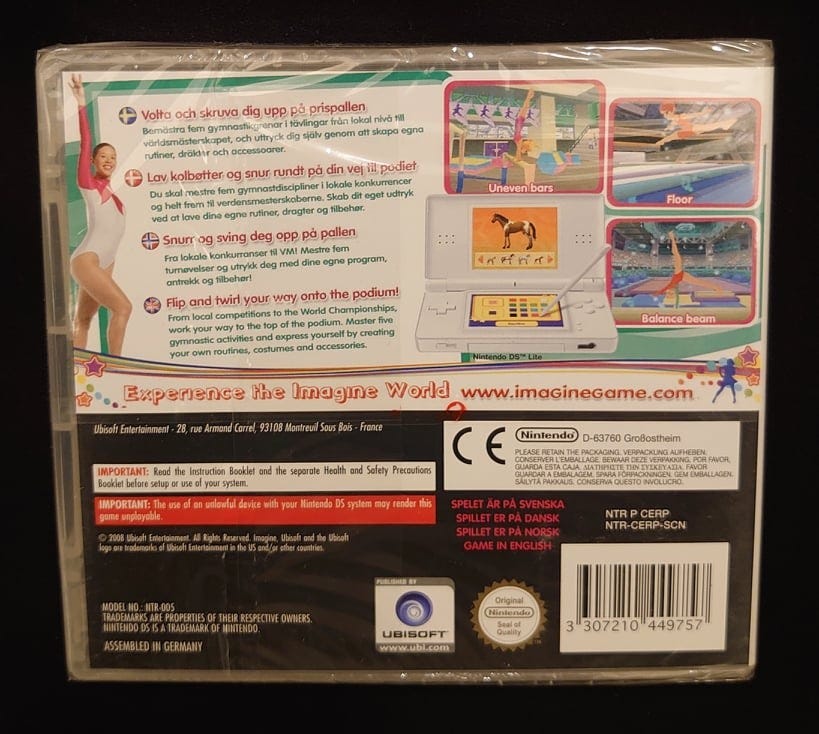 Volta och skruva dig upp på prispallen
Bemästra fem gymnastikgrenar i tävlingar från lokal nivå till
världsmästerskapet, och uttryck dig själv genom att skapa egna
rutiner, dräkter och accessoarer.
Lav kolbøtter og snur rundt på din vej til podiet
Du skal mestre fem gymnastdiscipliner i lokale konkurrencer
og helt frem til verdensmesterskaberne. Skab dit eget udtryk
ved at lave dine egne rutiner, dragter og tilbehør.
Snurr og sving deg opp på pallen
Fra lokale konkurranser til VM! Mestre fem
turnøvelser og utrykk deg med dine egne program,
antrekk og tilbehør!
Flip and twirl your way onto the podium!
From local competitions to the World Championships,
work your way to the top of the podium. Master five
gymnastic activities and express yourself by creating
your own routines, costumes and accessories.
Uneven bars
Floor
Balance beam
Nintendo DS™ Lite
Experience the Imagine World www.imaginegame.com
Ubisoft Entertainment - 28, rue Armand Carrel, 93108 Montreuil Sous Bois - France
IMPORTANT: Read the Instruction Booklet and the separate Health and Safety Precautions
Booklet before setup or use of your system.
IMPORTANT: The use of an unlawful device with your Nintendo DS system may render this
game unplayable.
© 2008 Ubisoft Entertainment. All Rights Reserved. Imagine, Ubisoft and the Ubisoft
logo are trademarks of Ubisoft Entertainment in the US and/or other countries.
CE
Nintendo D-63760 Großostheim
PLEASE RETAIN THE PACKAGING. VERPACKUNG AUFHEBEN.
CONSERVER L'EMBALLAGE. BEWAAR DEZE VERPAKKING. POR FAVOR,
GUARDA ESTA CAJA. ΔΙΑΤΗΡΗΣΤΕ ΤΗΝ ΣΥΣΚΕΥΑΣΙΑ. FAVOR
GUARDAR A EMBALAGEM. SPARA FÖRPACKNINGEN. GEM EMBALLAGEN.
SÄILYTÄ PAKKAUS. CONSERVA QUESTO INVOLUCRO.
SPELET ÄR PÅ SVENSKA
SPILLET ER PÅ DANSK
SPILLET ER PÅ NORSK
GAME IN ENGLISH
NTR P CERP
NTR-CERP-SCN
MODEL NO.: NTR-005
TRADEMARKS ARE PROPERTIES OF THEIR RESPECTIVE OWNERS.
NINTENDO DS IS A TRADEMARK OF NINTENDO.
ASSEMBLED IN GERMANY
PUBLISHED BY
UBISOFT
www.ubi.com
Original
Nintendo
Seal of
Quality
3 307210 449757